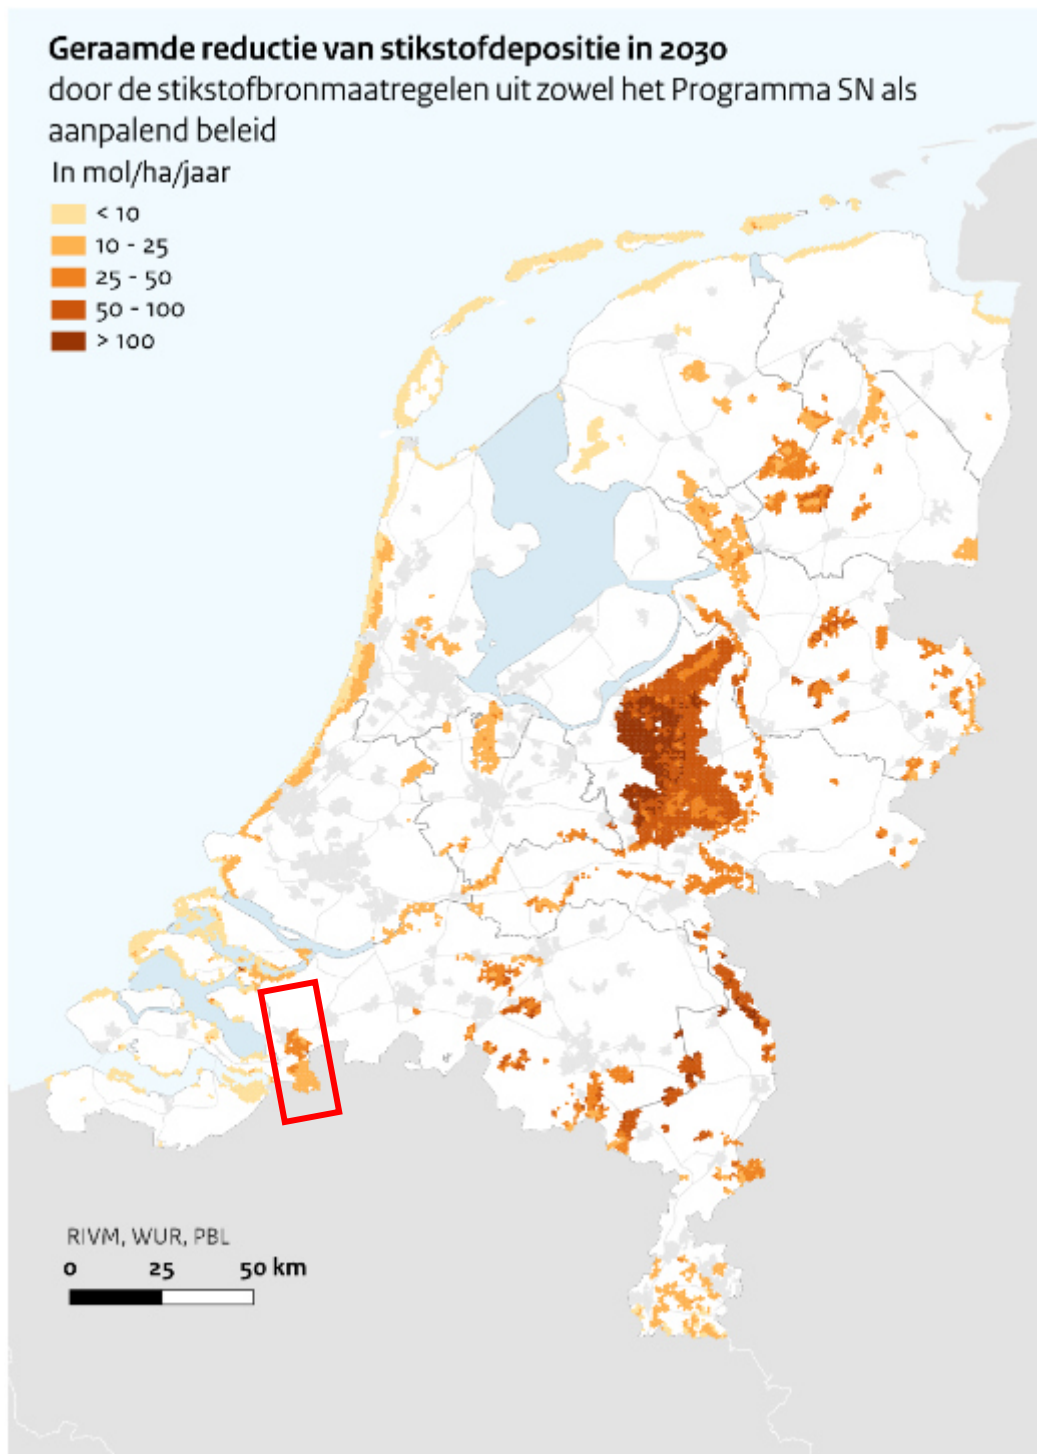 Geraamde reductie van stikstofdepositie in 2030
door de stikstofbronmaatregelen uit zowel het Programma SN als
aanpalend beleid
In mol/ha/jaar
< 10
10 - 25
25 - 50
50 - 100
> 100
RIVM, WUR, PBL
0 25 50 km